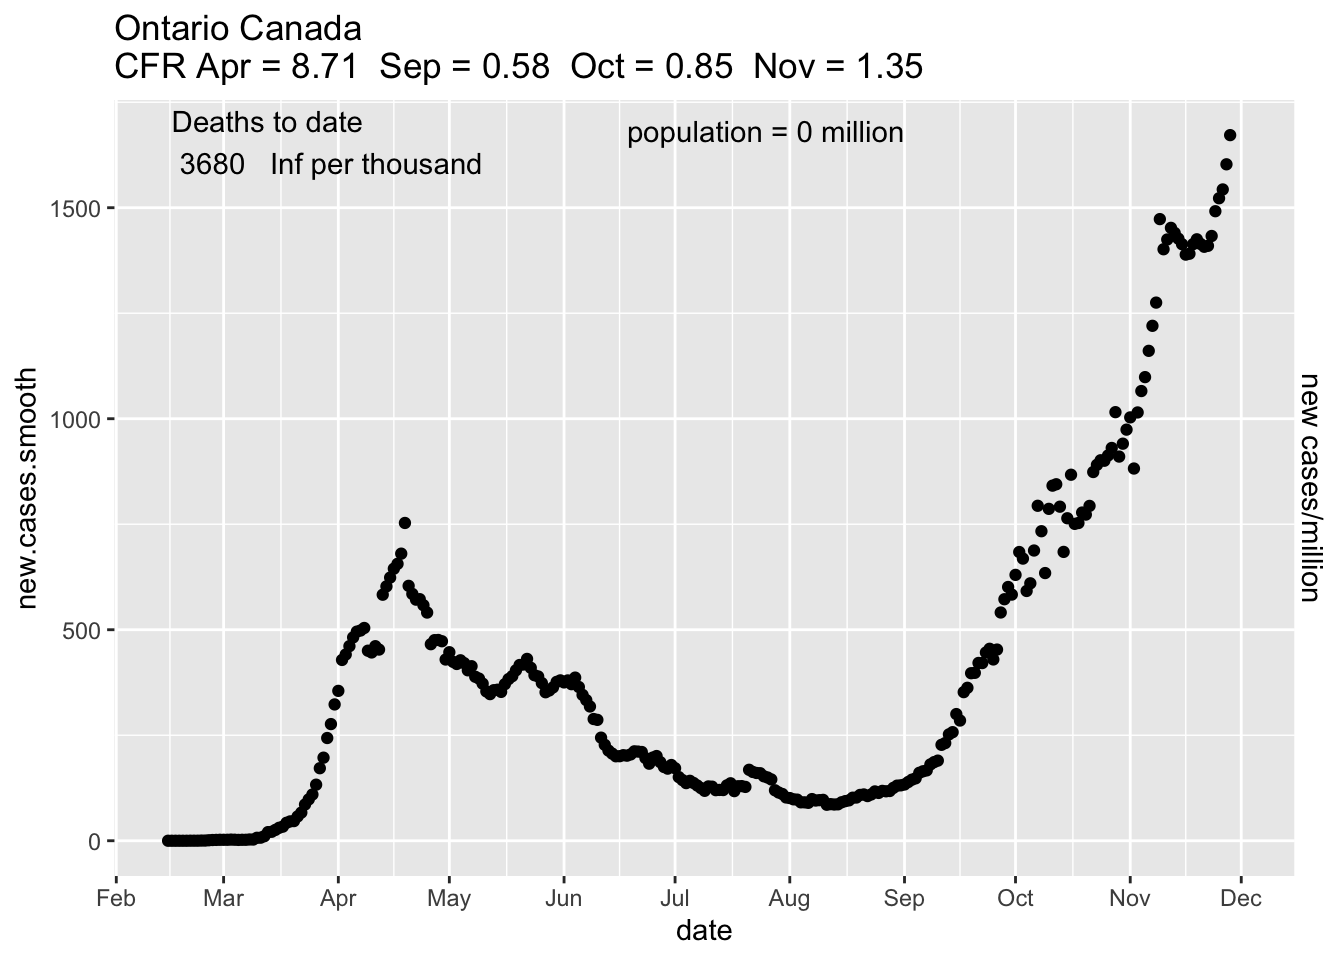 Ontario Canada
CFR Apr = 8.71 Sep = 0.58 Oct = 0.85 Nov = 1.35
Deaths to date
3680 Inf per thousand
population = 0 million
new.cases.smooth
1500
1000
500
0
new cases/million
Feb Mar Apr May Jun Jul Aug Sep Oct Nov Dec
date